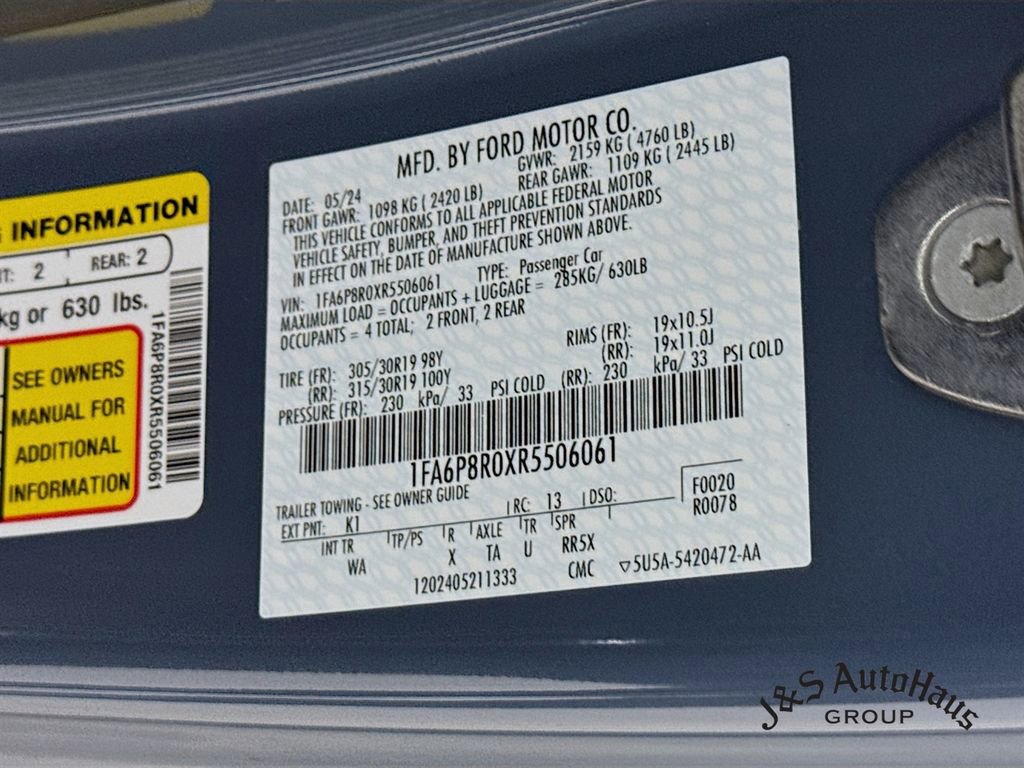 INFORMATION
2 REAR: 2
kg or 630 lbs.
SEE OWNERS
MANUAL FOR
ADDITIONAL
INFORMATION
1FA6P8R0XR5506061
MFD. BY FORD MOTOR CO.
DATE: 05/24 GVWR: 2159 KG ( 4760 LB)
FRONT GAWR: 1098 KG ( 2420 LB) REAR GAWR: 1109 KG ( 2445 LB)
THIS VEHICLE CONFORMS TO ALL APPLICABLE FEDERAL MOTOR
VEHICLE SAFETY, BUMPER, AND THEFT PREVENTION STANDARDS
IN EFFECT ON THE DATE OF MANUFACTURE SHOWN ABOVE.
VIN: 1FA6P8R0XR5506061 TYPE: Passenger Car
MAXIMUM LOAD = OCCUPANTS + LUGGAGE = 285KG/ 630LB
OCCUPANTS = 4 TOTAL; 2 FRONT, 2 REAR
TIRE (FR): 305/30R19 98Y RIMS (FR): 19x10.5J
(RR): 315/30R19 100Y (RR): 19x11.0J
PRESSURE (FR): 230 kPa/ 33 PSI COLD (RR): 230 kPa/ 33 PSI COLD
1FA6P8R0XR5506061
TRAILER TOWING - SEE OWNER GUIDE
EXT PNT: K1 RC: 13 DSO: F0020
R0078
INT TR TP/PS R AXLE TR SPR
WA X TA U RR5X
1202405211333 CMC ▽5U5A-5420472-AA
J&S AutoHaus
GROUP